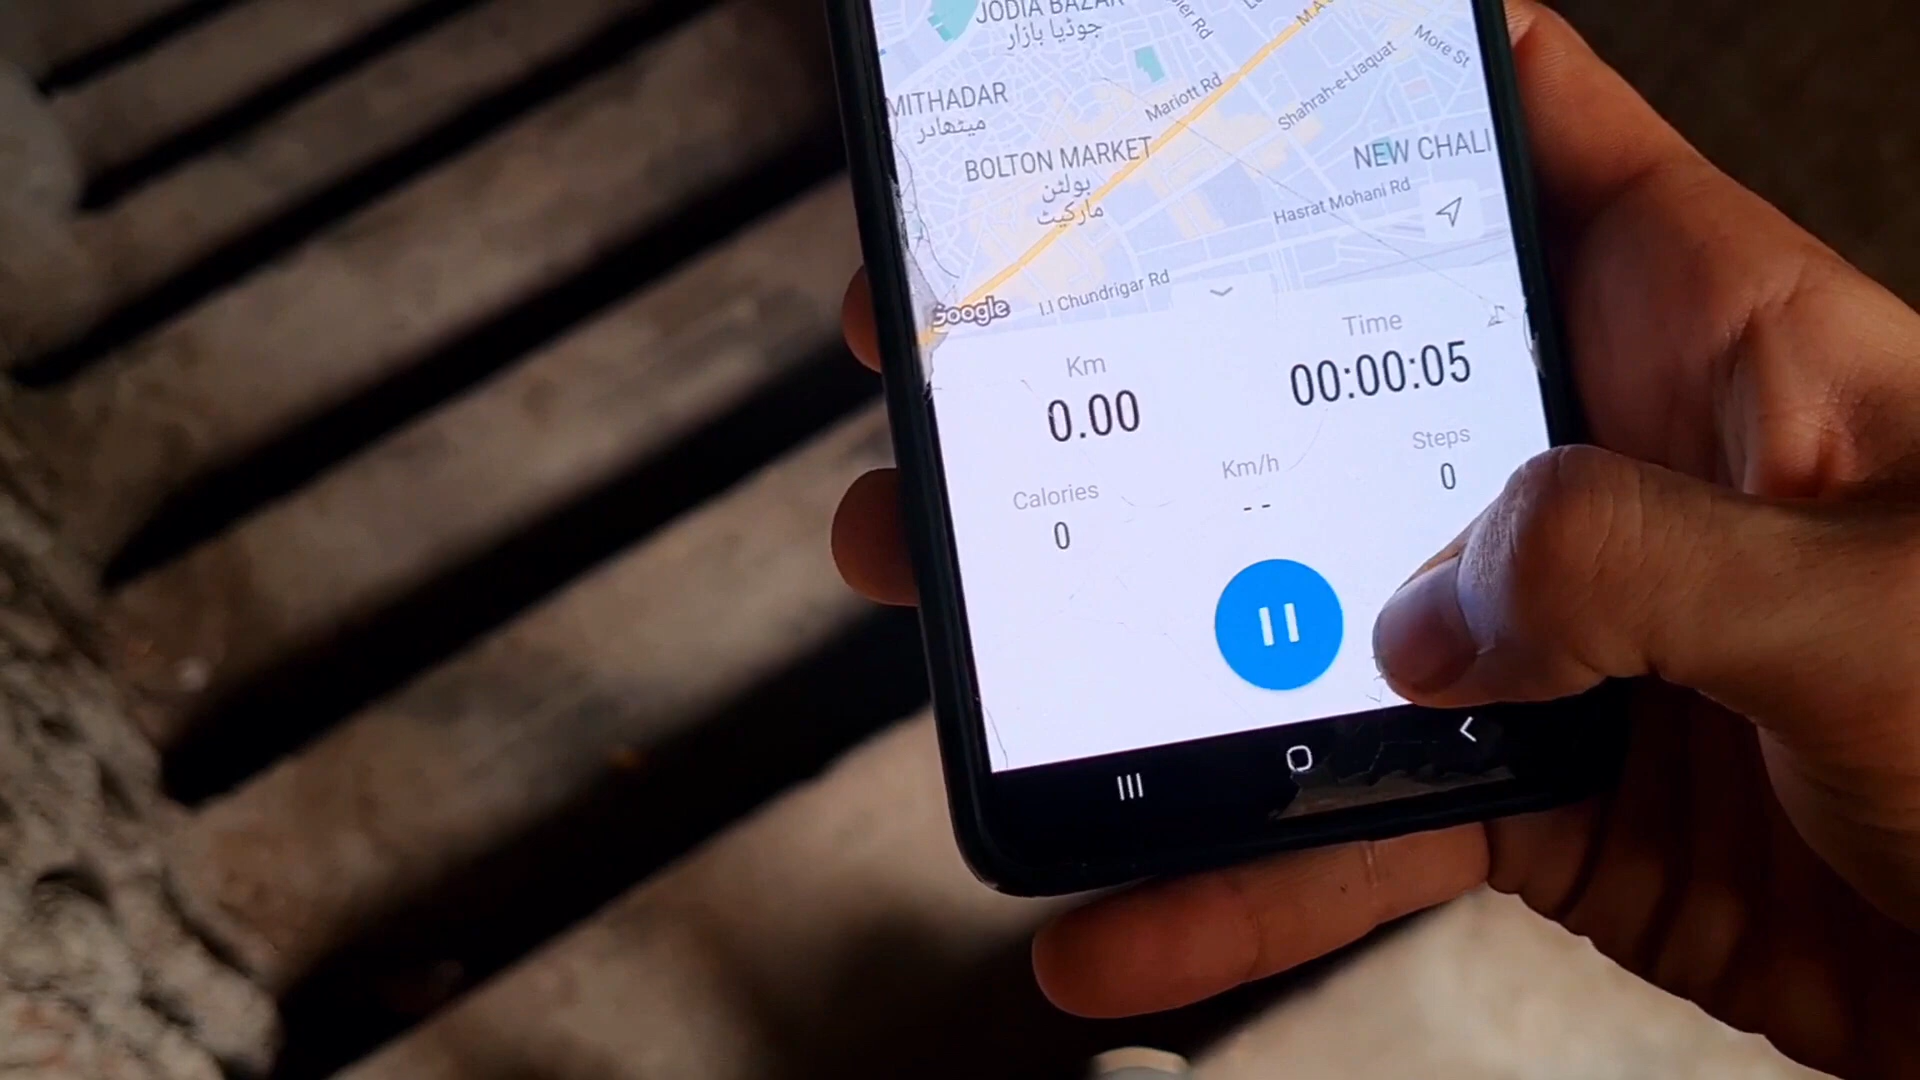 JODIA BAZAR
جوڈیا بازار
M.A
More St
MITHADAR
میٹھادر
Mariott Rd
Shahrah-e-Liaquat
BOLTON MARKET
بولٹن
مارکیٹ
NEW CHALI
Hasrat Mohani Rd
I.I Chundrigar Rd
Google
Km
0.00
Time
00:00:05
Calories
0
Km/h
--
Steps
0